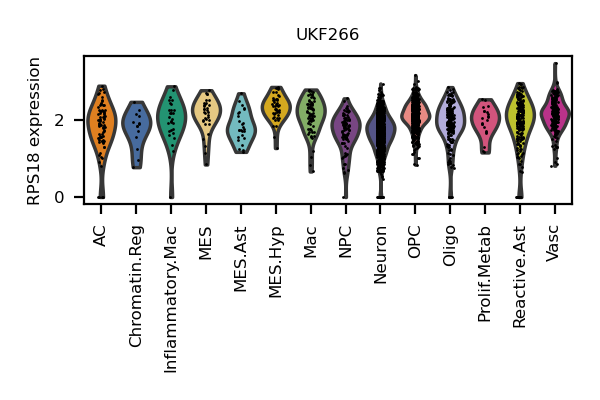 UKF266
RPS18 expression
2
0
AC
Chromatin.Reg
Inflammatory.Mac
MES
MES.Ast
MES.Hyp
Mac
NPC
Neuron
OPC
Oligo
Prolif.Metab
Reactive.Ast
Vasc